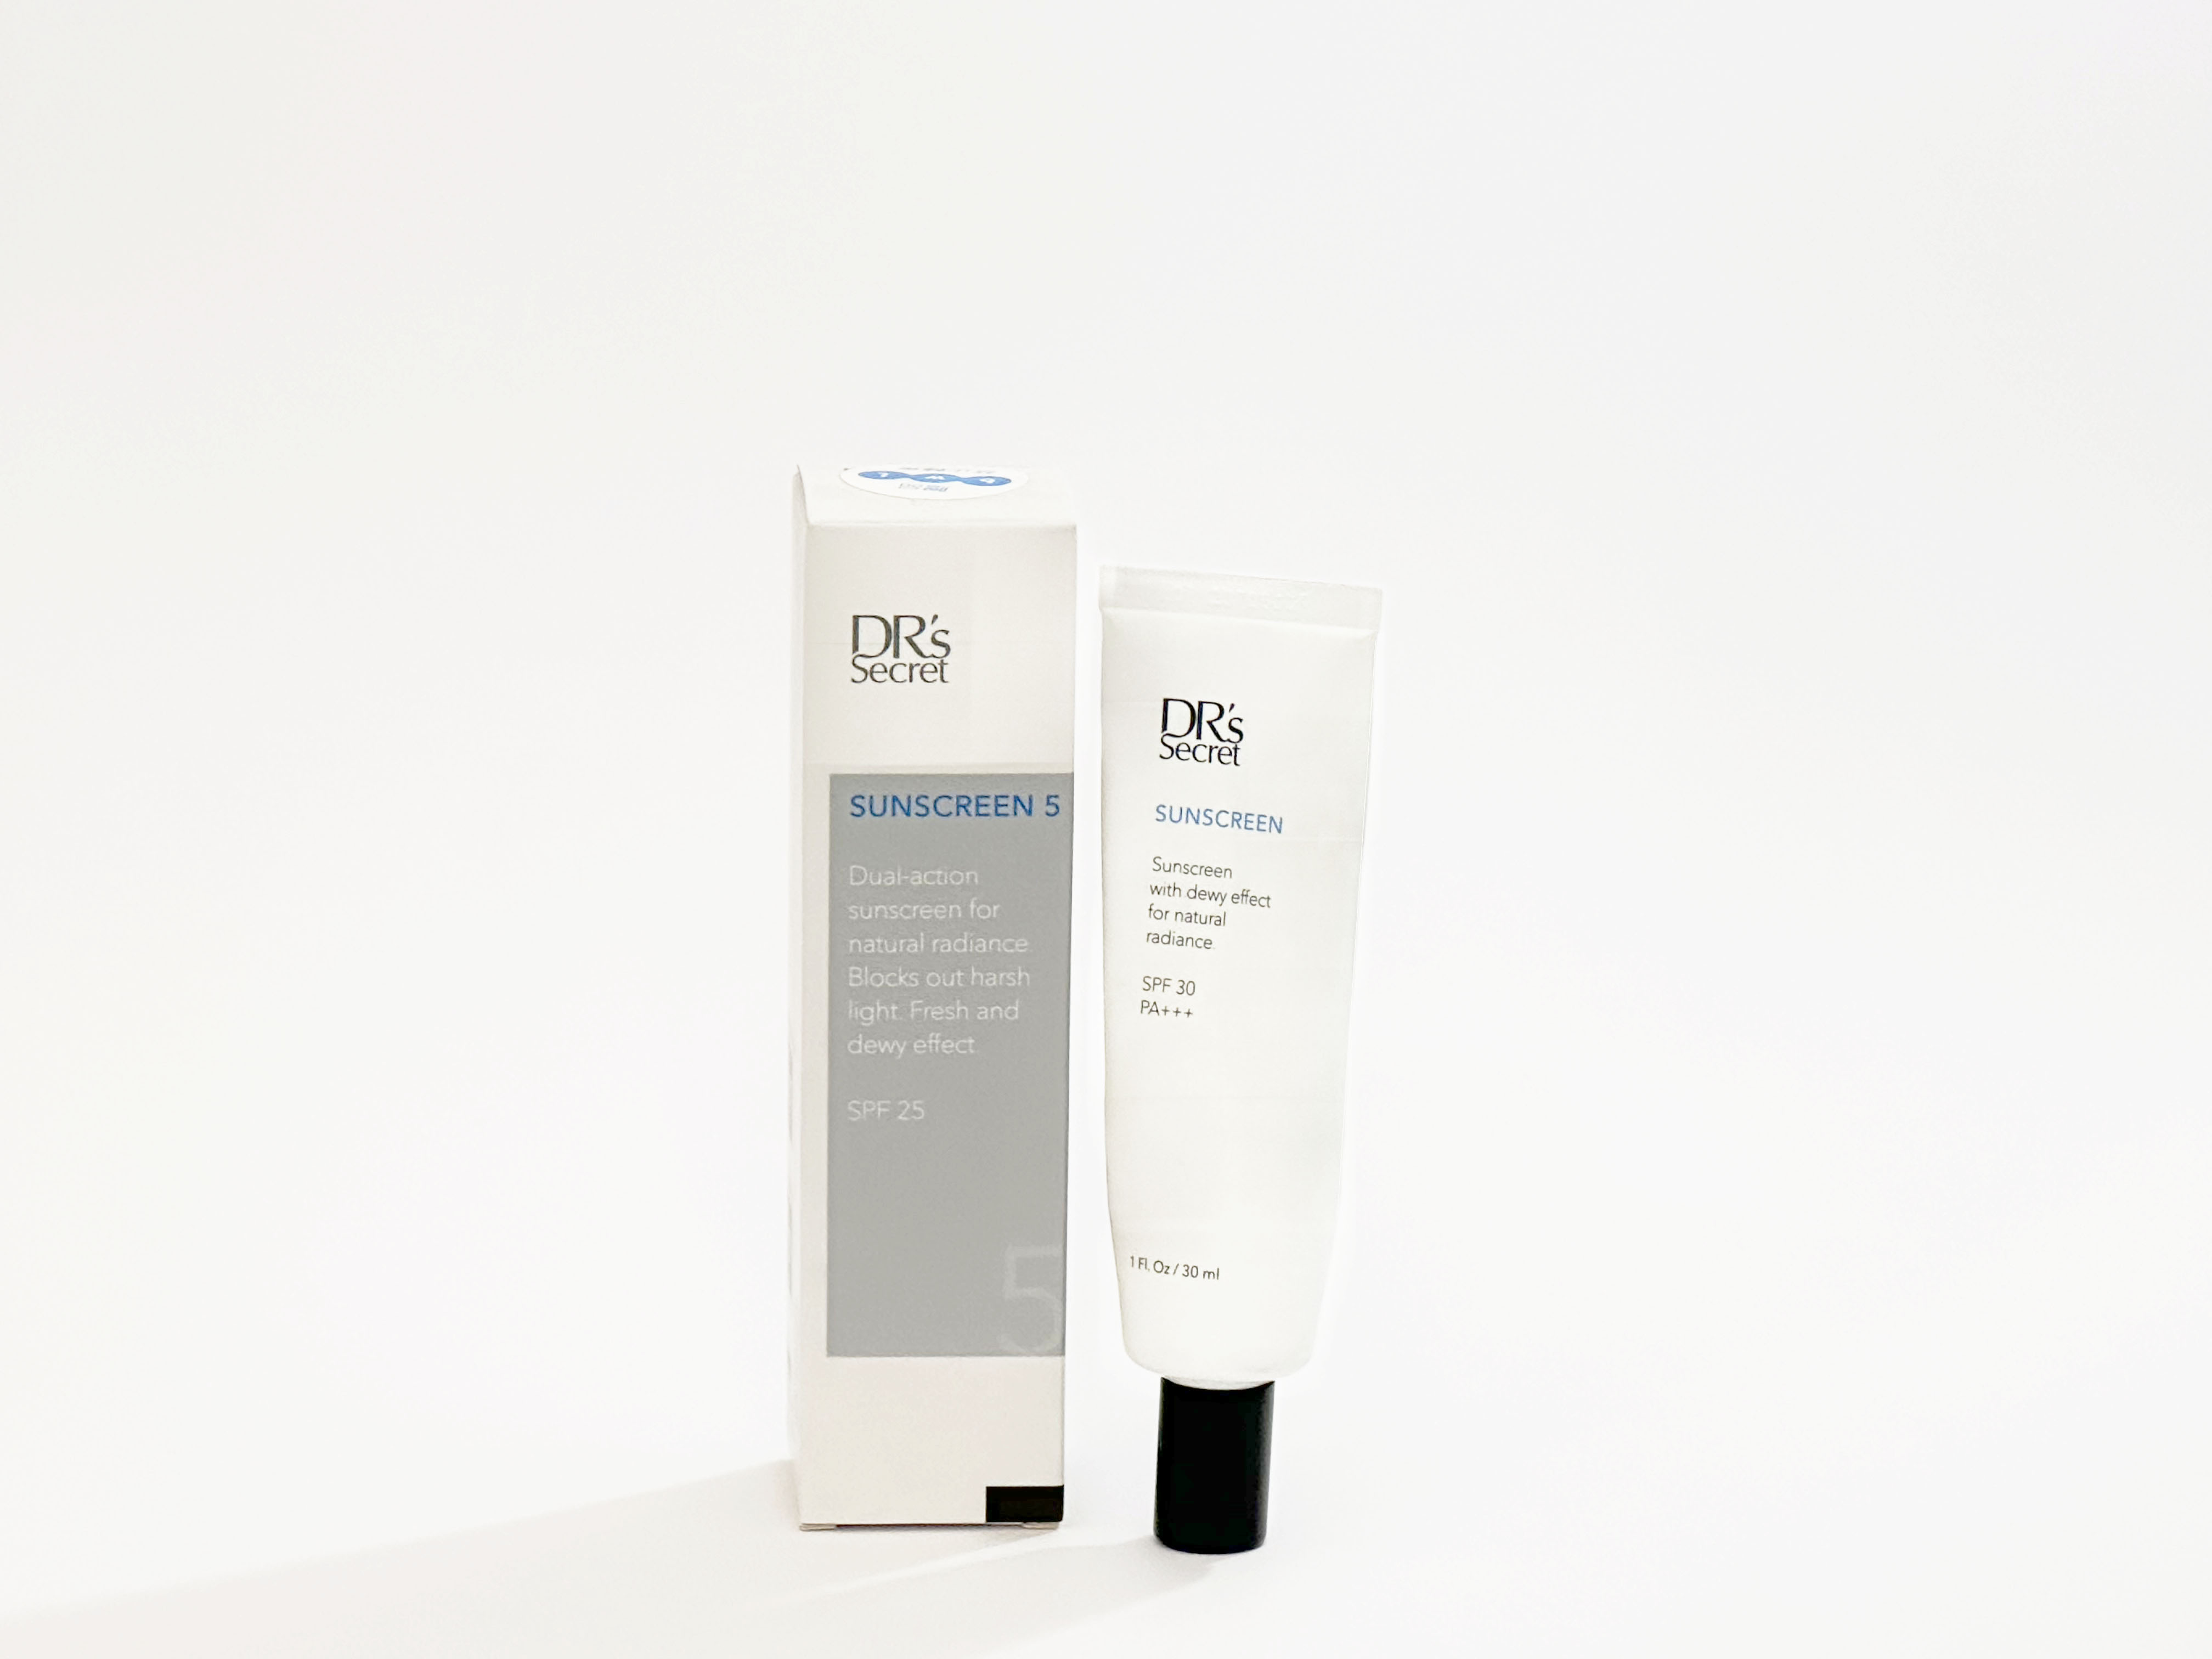 DR's
Secret
SUNSCREEN 5
Dual-action
sunscreen for
natural radiance.
Blocks out harsh
light. Fresh and
dewy effect.
SPF 25
5
DR's
Secret
SUNSCREEN
Sunscreen
with dewy effect
for natural
radiance.
SPF 30
PA+++
1 Fl. Oz / 30 ml